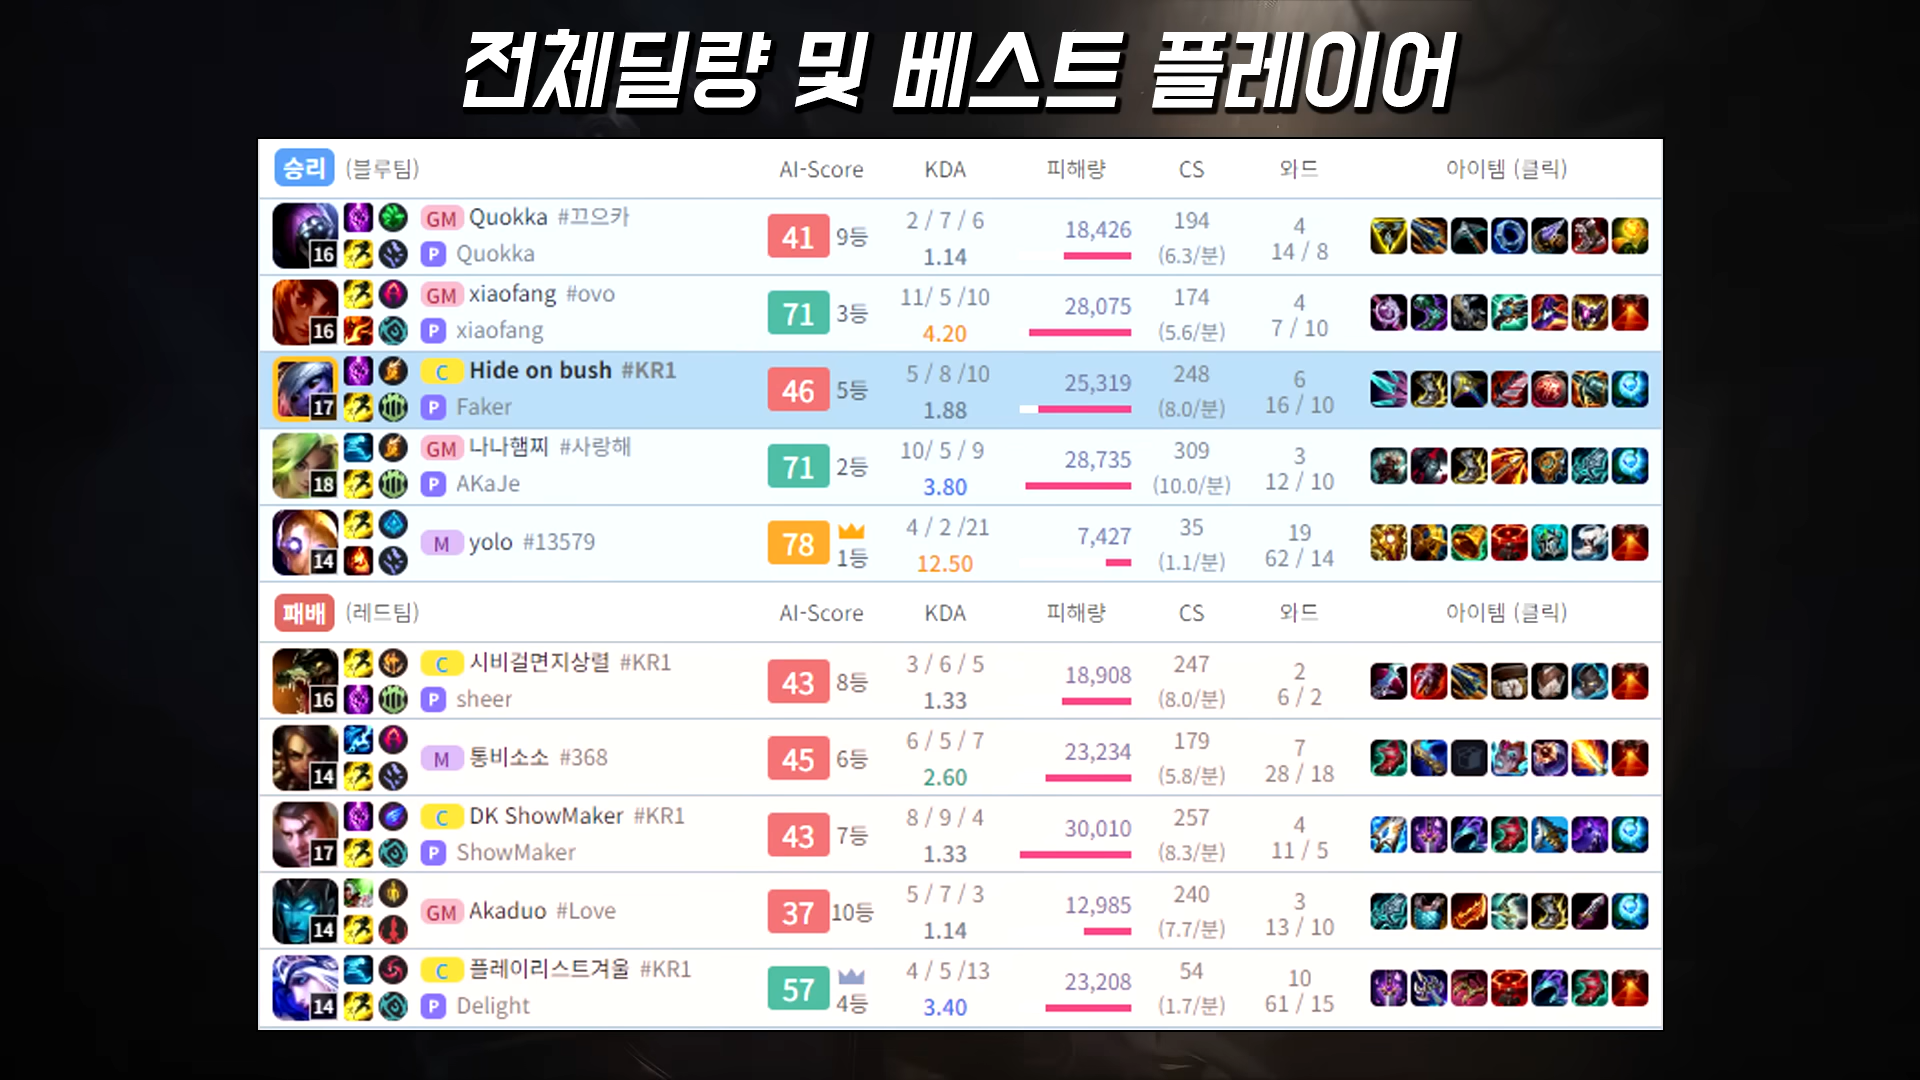 전체딜량 및 베스트 플레이어
승리 (블루팀) AI-Score KDA 피해량 CS 와드 아이템 (클릭)
16 GM Quokka #끄으카 41 9등 2 / 7 / 6 18,426 194 4
P Quokka 1.14 (6.3/분) 14 / 8
16 GM xiaofang #ovo 71 3등 11/ 5 /10 28,075 174 4
P xiaofang 4.20 (5.6/분) 7 / 10
17 C Hide on bush #KR1 46 5등 5 / 8 /10 25,319 248 6
P Faker 1.88 (8.0/분) 16 / 10
18 GM 나나햄찌 #사랑해 71 2등 10/ 5 / 9 28,735 309 3
P AKaJe 3.80 (10.0/분) 12 / 10
14 M yolo #13579 78 1등 4 / 2 /21 7,427 35 19
12.50 (1.1/분) 62 / 14
패배 (레드팀) AI-Score KDA 피해량 CS 와드 아이템 (클릭)
16 C 시비걸면지상렬 #KR1 43 8등 3 / 6 / 5 18,908 247 2
P sheer 1.33 (8.0/분) 6 / 2
14 M 통비소소 #368 45 6등 6 / 5 / 7 23,234 179 7
2.60 (5.8/분) 28 / 18
17 C DK ShowMaker #KR1 43 7등 8 / 9 / 4 30,010 257 4
P ShowMaker 1.33 (8.3/분) 11 / 5
14 GM Akaduo #Love 37 10등 5 / 7 / 3 12,985 240 3
1.14 (7.7/분) 13 / 10
14 C 플레이리스트겨울 #KR1 57 4등 4 / 5 /13 23,208 54 10
P Delight 3.40 (1.7/분) 61 / 15